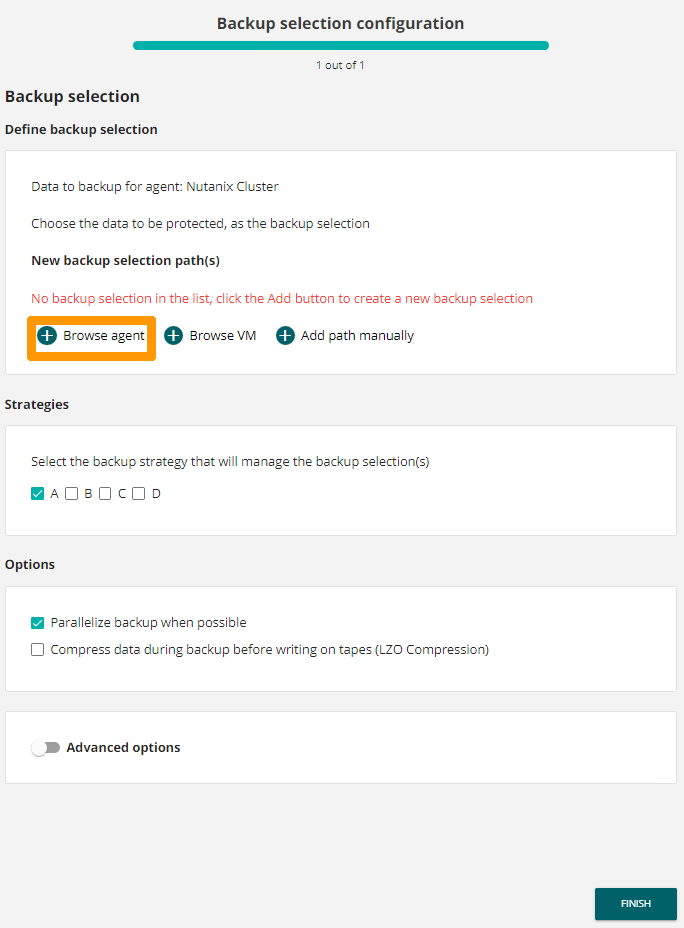 Backup selection configuration
1 out of 1
Backup selection
Define backup selection
Data to backup for agent: Nutanix Cluster
Choose the data to be protected, as the backup selection
New backup selection path(s)
No backup selection in the list, click the Add button to create a new backup selection
Browse agent Browse VM Add path manually
Strategies
Select the backup strategy that will manage the backup selection(s)
A B C D
Options
Parallelize backup when possible
Compress data during backup before writing on tapes (LZO Compression)
Advanced options
FINISH